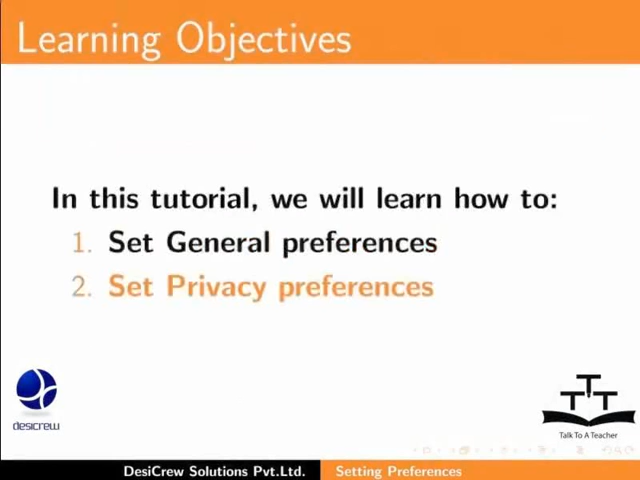 Learning Objectives
In this tutorial, we will learn how to:
1. Set General preferences
2. Set Privacy preferences
desicrew
T T T
Talk To A Teacher
DesiCrew Solutions Pvt.Ltd. Setting Preferences